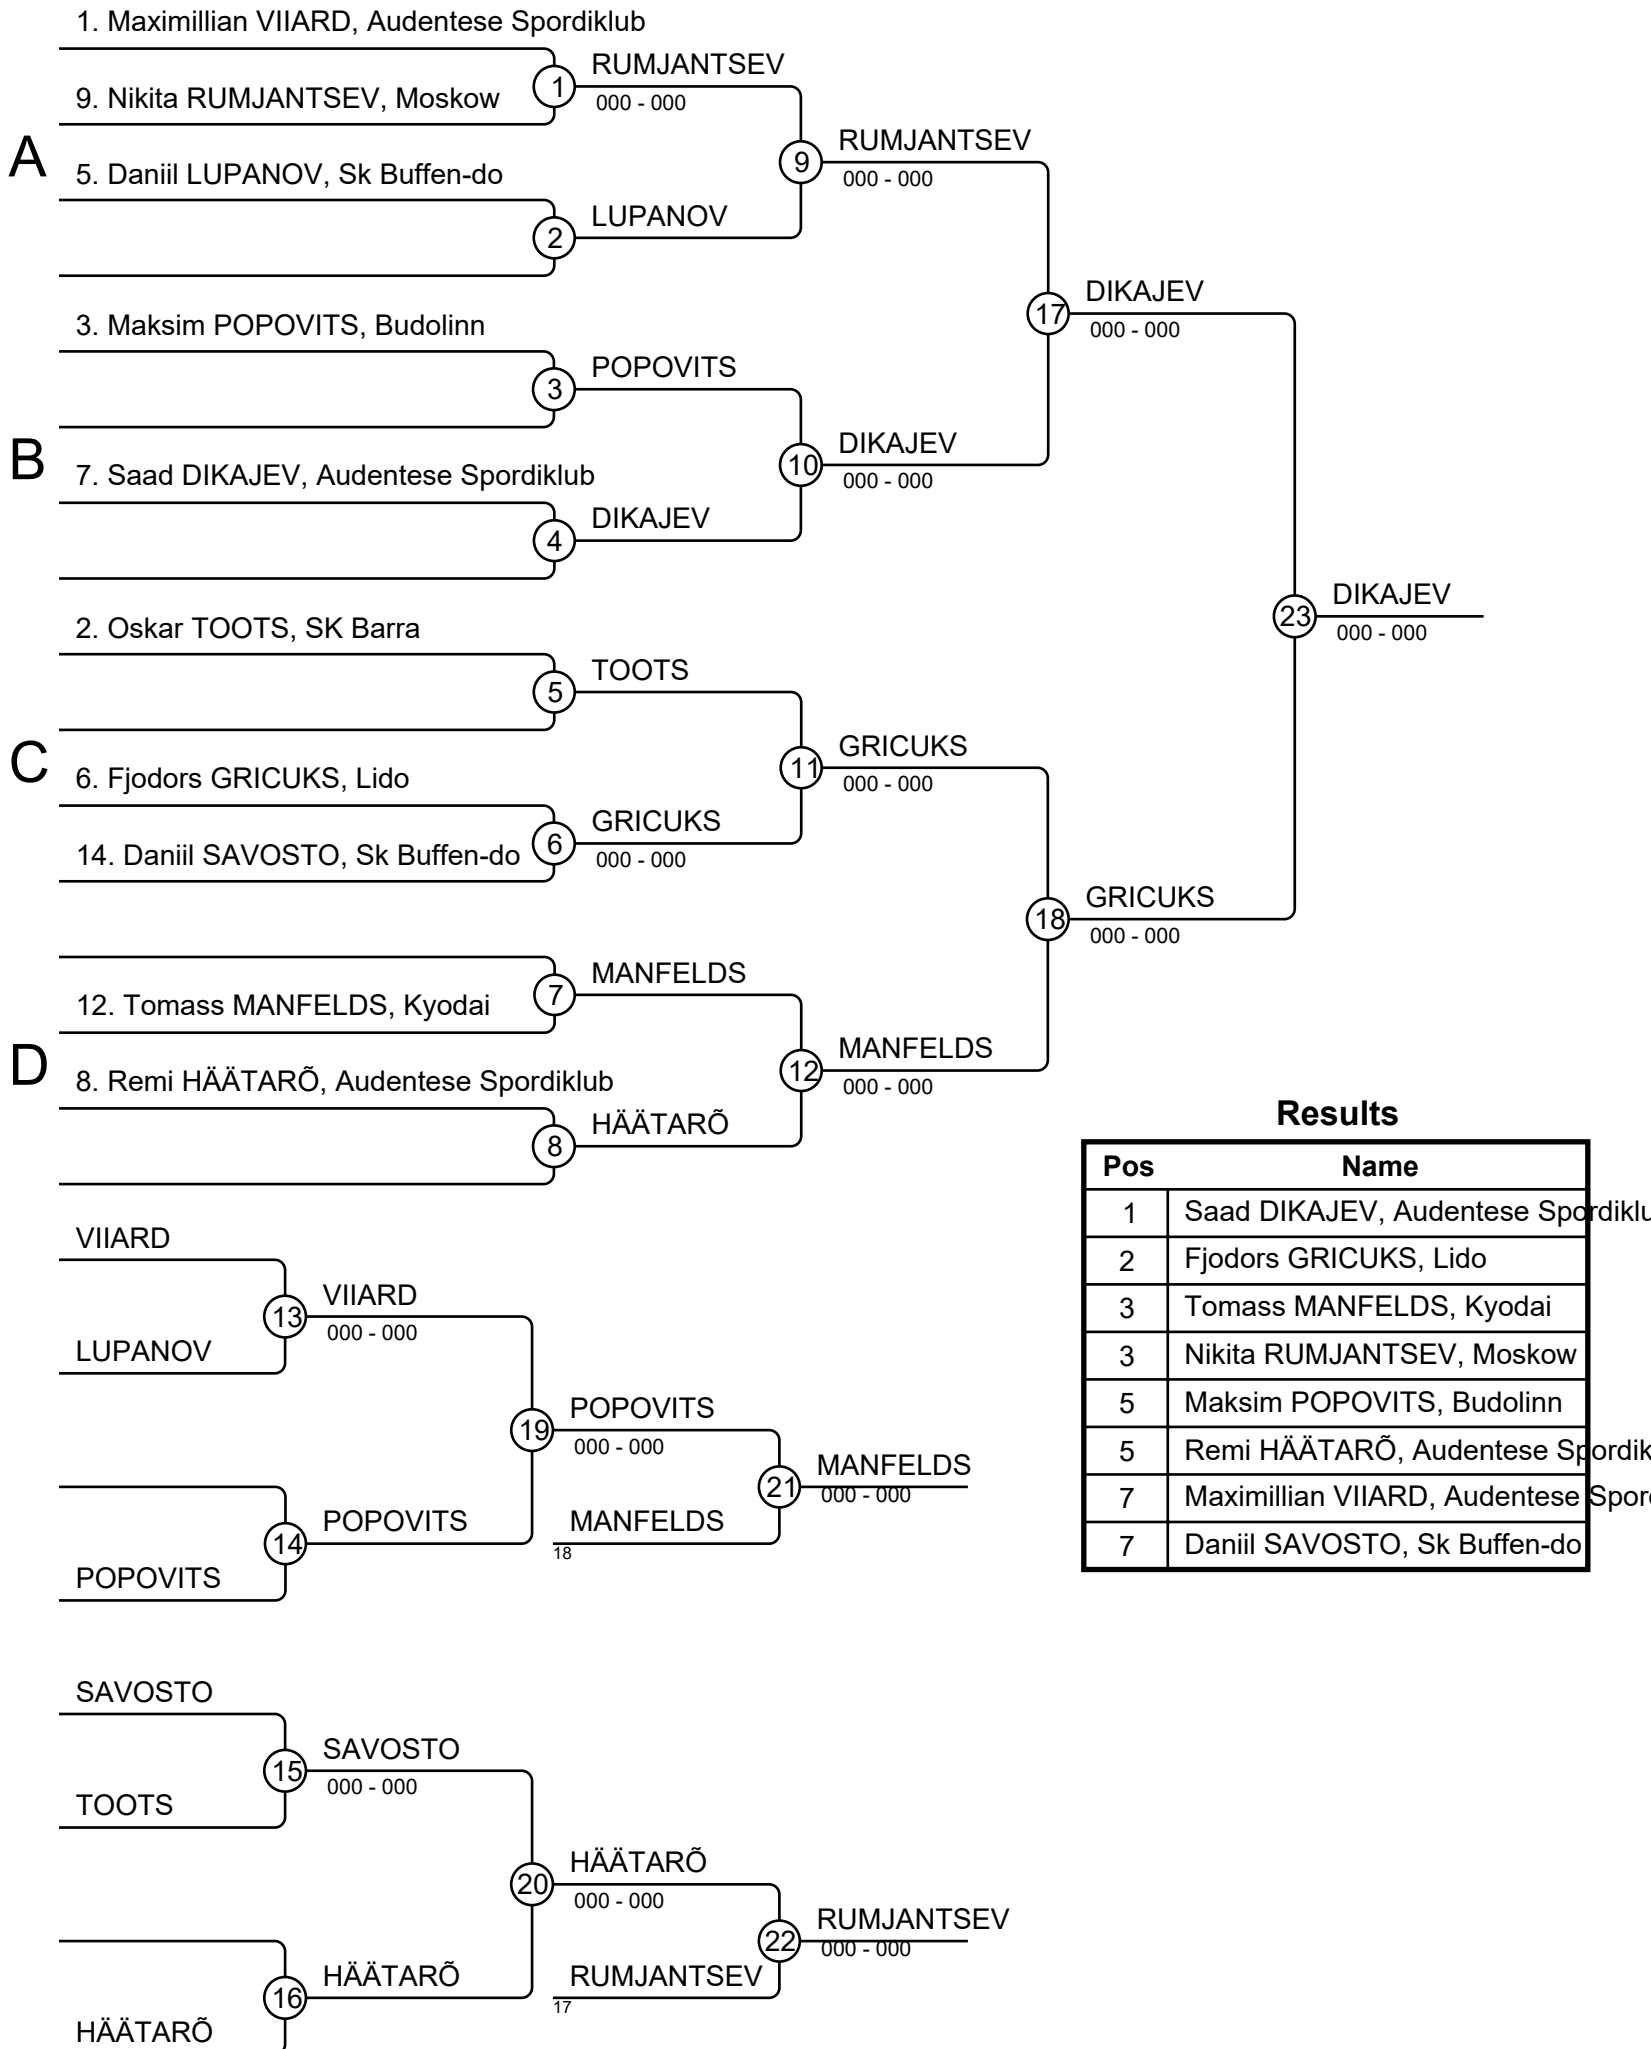 1. Maximillian VIIARD, Audentese Spordiklub
RUMJANTSEV
1
000 - 000
9. Nikita RUMJANTSEV, Moskow
A
RUMJANTSEV
9
000 - 000
5. Daniil LUPANOV, Sk Buffen-do
LUPANOV
2
DIKAJEV
17
000 - 000
3. Maksim POPOVITS, Budolinn
POPOVITS
3
B
DIKAJEV
10
000 - 000
7. Saad DIKAJEV, Audentese Spordiklub
DIKAJEV
4
DIKAJEV
23
000 - 000
2. Oskar TOOTS, SK Barra
TOOTS
5
C
GRICUKS
11
000 - 000
6. Fjodors GRICUKS, Lido
GRICUKS
6
000 - 000
14. Daniil SAVOSTO, Sk Buffen-do
GRICUKS
18
000 - 000
MANFELDS
7
12. Tomass MANFELDS, Kyodai
D
MANFELDS
12
000 - 000
8. Remi HÄÄTARÕ, Audentese Spordiklub
HÄÄTARÕ
8
Results
Pos Name
1 Saad DIKAJEV, Audentese Spordiklu
2 Fjodors GRICUKS, Lido
3 Tomass MANFELDS, Kyodai
3 Nikita RUMJANTSEV, Moskow
5 Maksim POPOVITS, Budolinn
5 Remi HÄÄTARÕ, Audentese Spordik
7 Maximillian VIIARD, Audentese Spor
7 Daniil SAVOSTO, Sk Buffen-do
VIIARD
VIIARD
13
000 - 000
LUPANOV
POPOVITS
19
000 - 000
MANFELDS
21
000 - 000
POPOVITS
14
MANFELDS
18
POPOVITS
SAVOSTO
SAVOSTO
15
000 - 000
TOOTS
HÄÄTARÕ
20
000 - 000
RUMJANTSEV
22
000 - 000
HÄÄTARÕ
16
RUMJANTSEV
17
HÄÄTARÕ